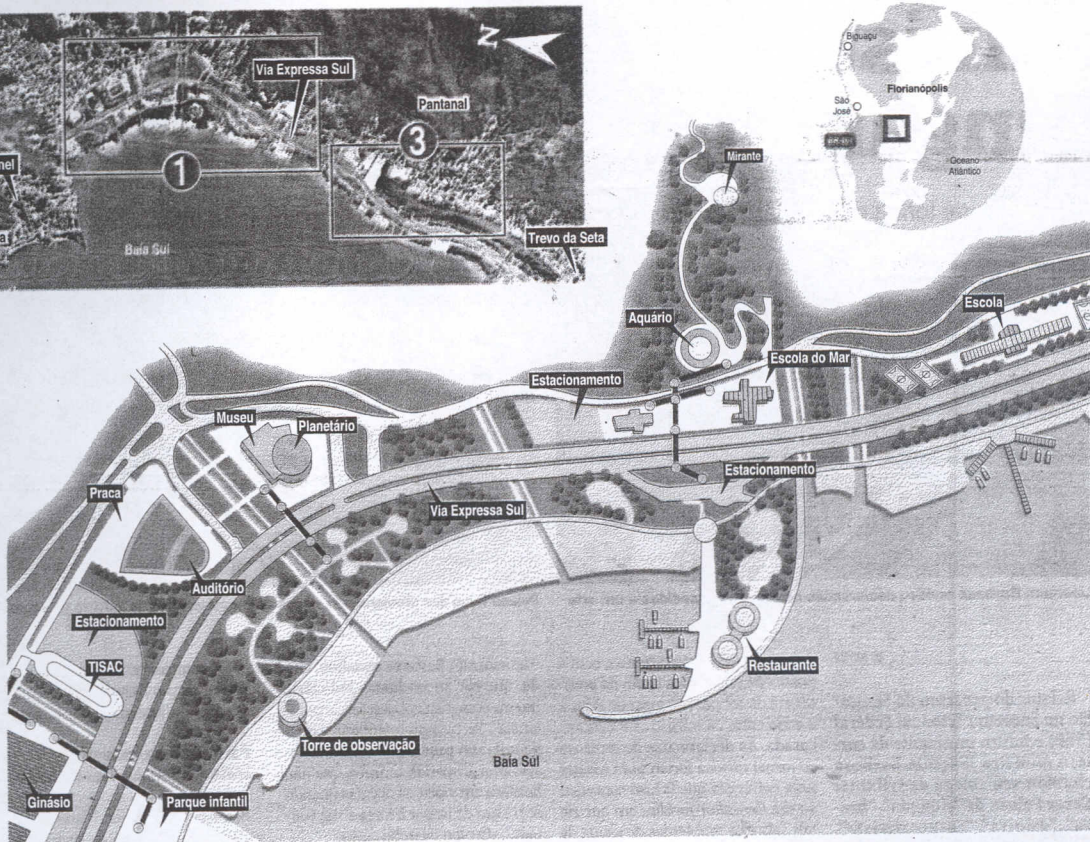 Z
Via Expressa Sul
Pantanal
1
3
Baía Sul
Trevo da Seta
Biguaçu
Florianópolis
São
José
Oceano
Atlântico
Mirante
Aquário
Escola
Escola do Mar
Estacionamento
Museu
Planetário
Praca
Via Expressa Sul
Estacionamento
Auditório
Estacionamento
TISAC
Restaurante
Torre de observação
Baía Sul
Ginásio
Parque infantil